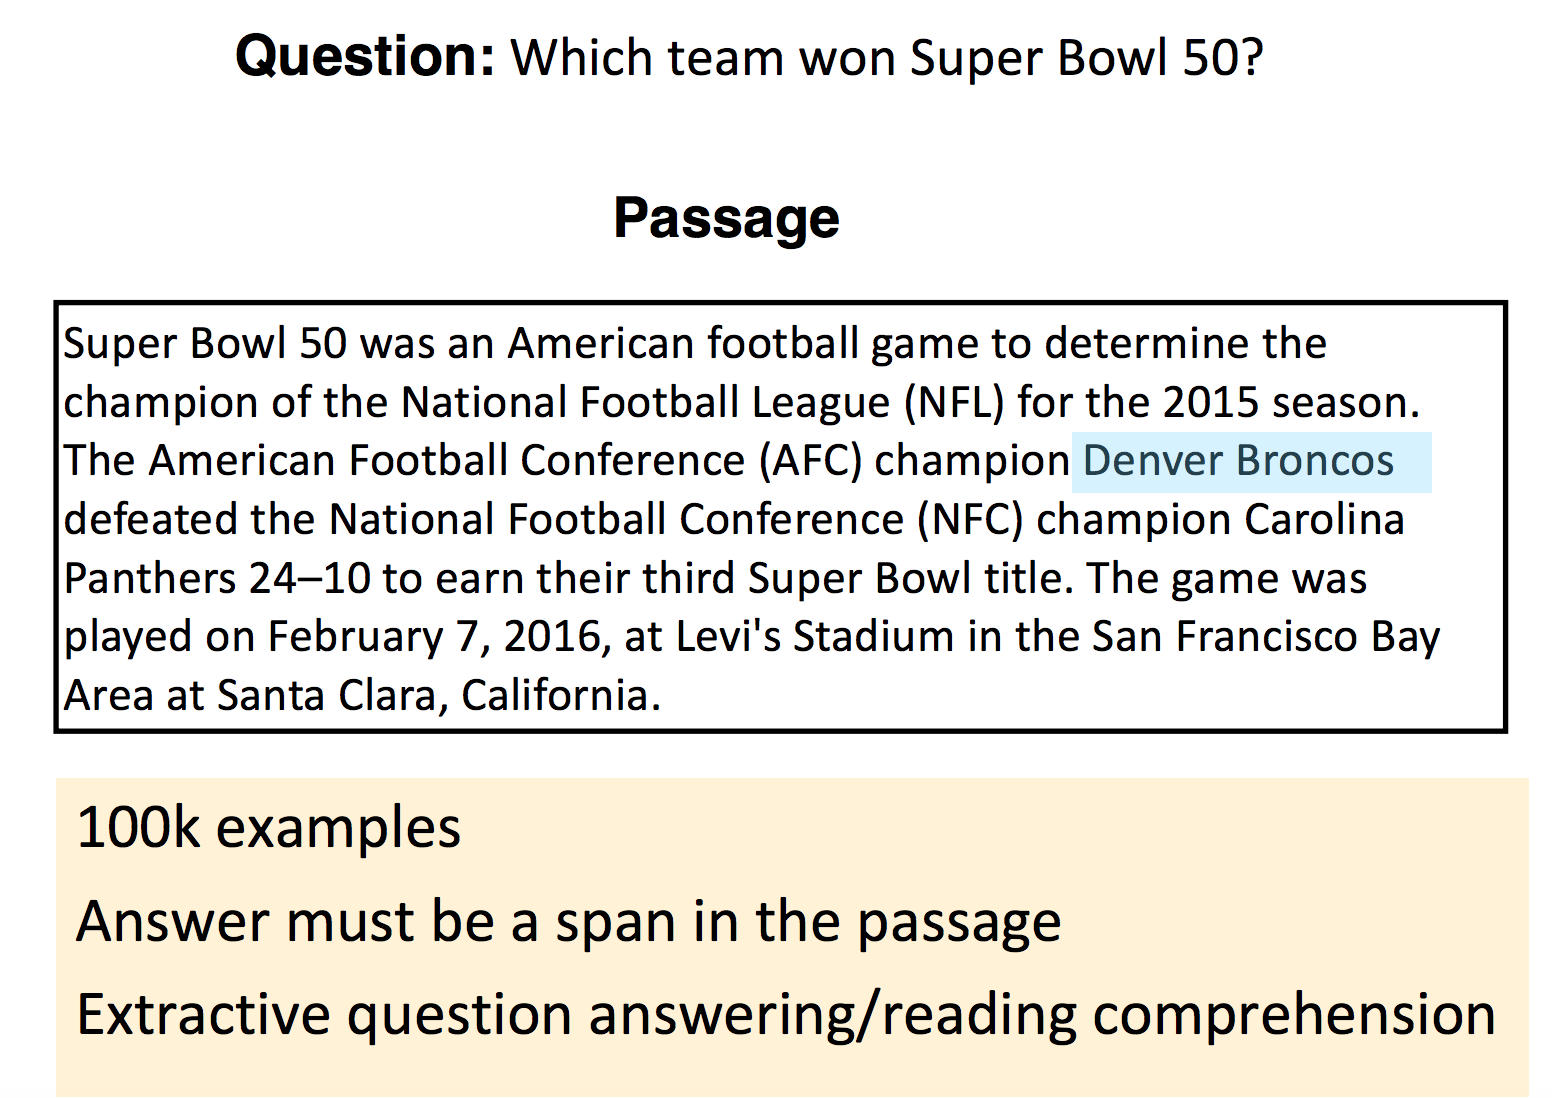 Question: Which team won Super Bowl 50?
Passage
Super Bowl 50 was an American football game to determine the
champion of the National Football League (NFL) for the 2015 season.
The American Football Conference (AFC) champion Denver Broncos
defeated the National Football Conference (NFC) champion Carolina
Panthers 24–10 to earn their third Super Bowl title. The game was
played on February 7, 2016, at Levi's Stadium in the San Francisco Bay
Area at Santa Clara, California.
100k examples
Answer must be a span in the passage
Extractive question answering/reading comprehension